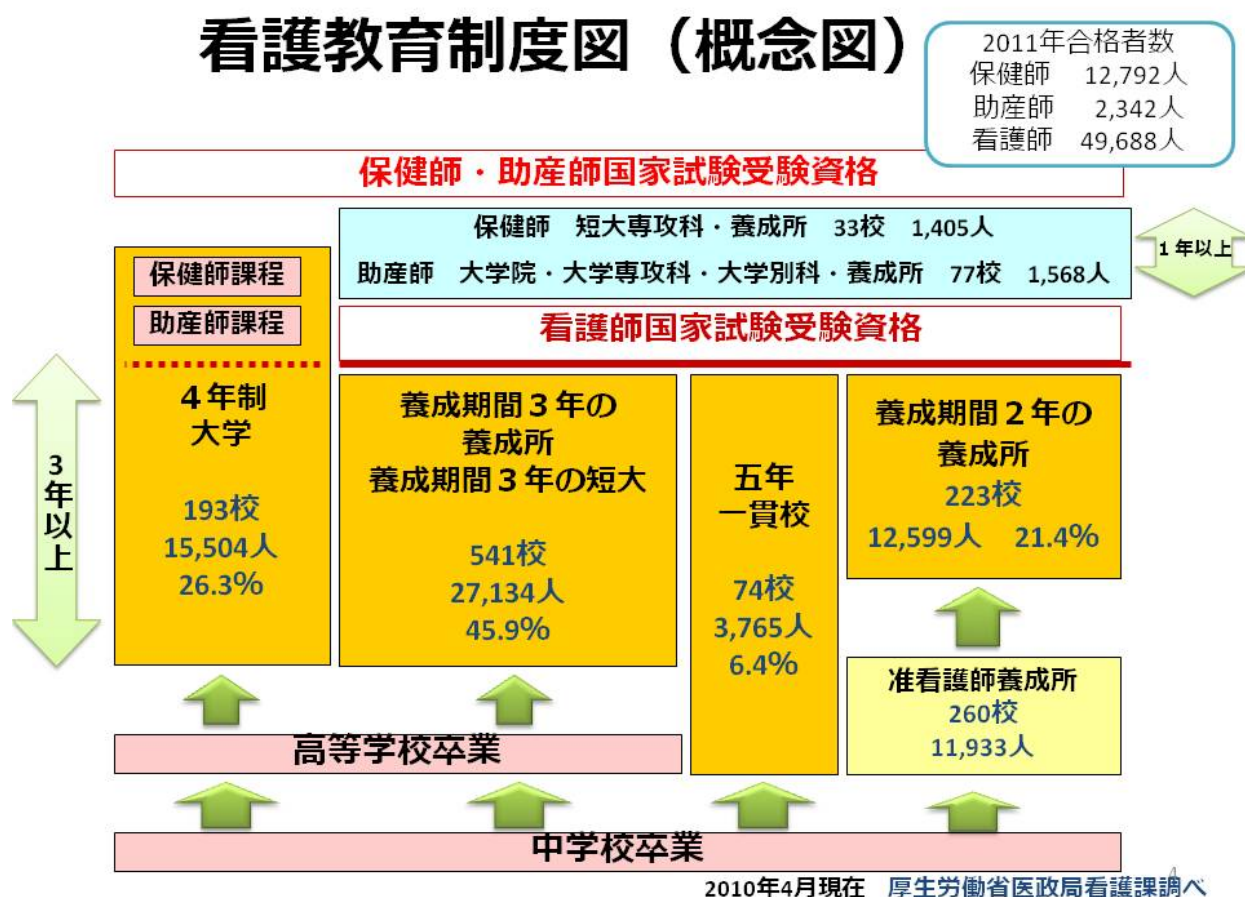 看護教育制度図（概念図）
2011年合格者数
保健師　12,792人
助産師　2,342人
看護師　49,688人
保健師・助産師国家試験受験資格
保健師　短大専攻科・養成所　33校　1,405人
助産師　大学院・大学専攻科・大学別科・養成所　77校　1,568人
1年以上
保健師課程
助産師課程
看護師国家試験受験資格
3年以上
４年制
大学
193校
15,504人
26.3%
養成期間３年の
養成所
養成期間３年の短大
541校
27,134人
45.9%
五年
一貫校
74校
3,765人
6.4%
養成期間２年の
養成所
223校
12,599人　21.4%
准看護師養成所
260校
11,933人
高等学校卒業
中学校卒業
2010年4月現在　厚生労働省医政局看護課調べ